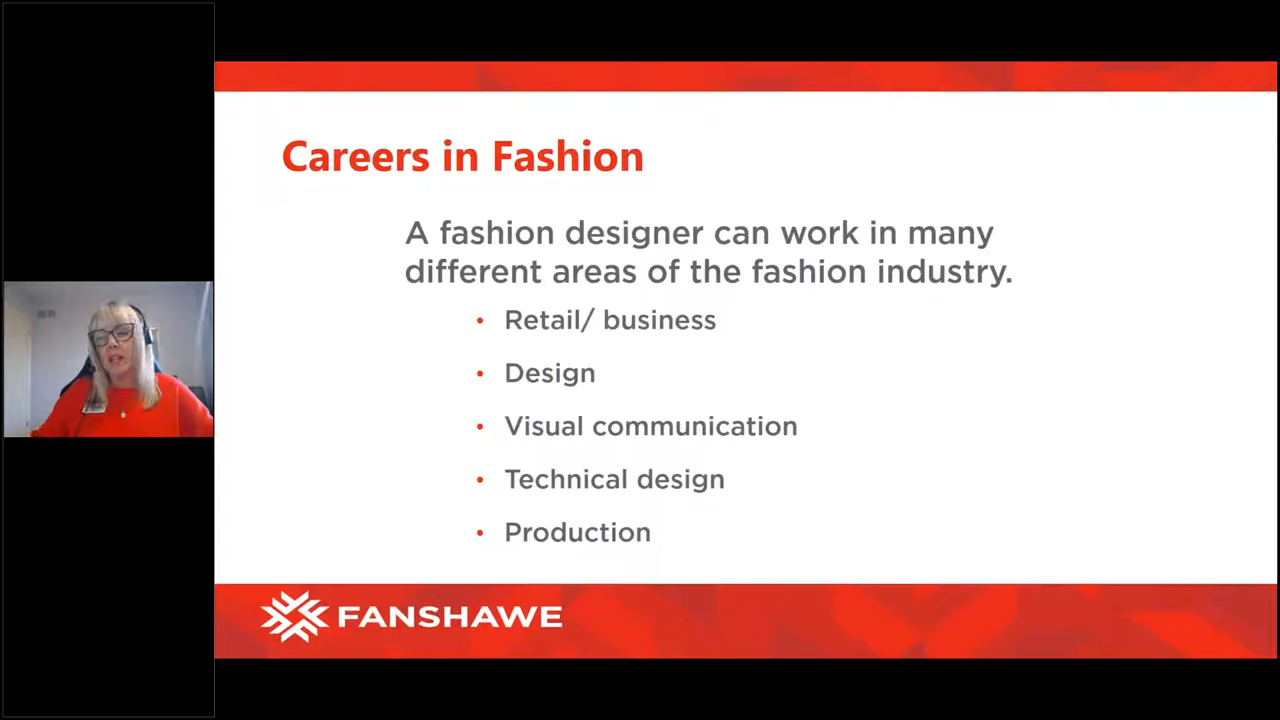 Careers in Fashion
A fashion designer can work in many
different areas of the fashion industry.
• Retail/ business
• Design
• Visual communication
• Technical design
• Production
FANSHAWE